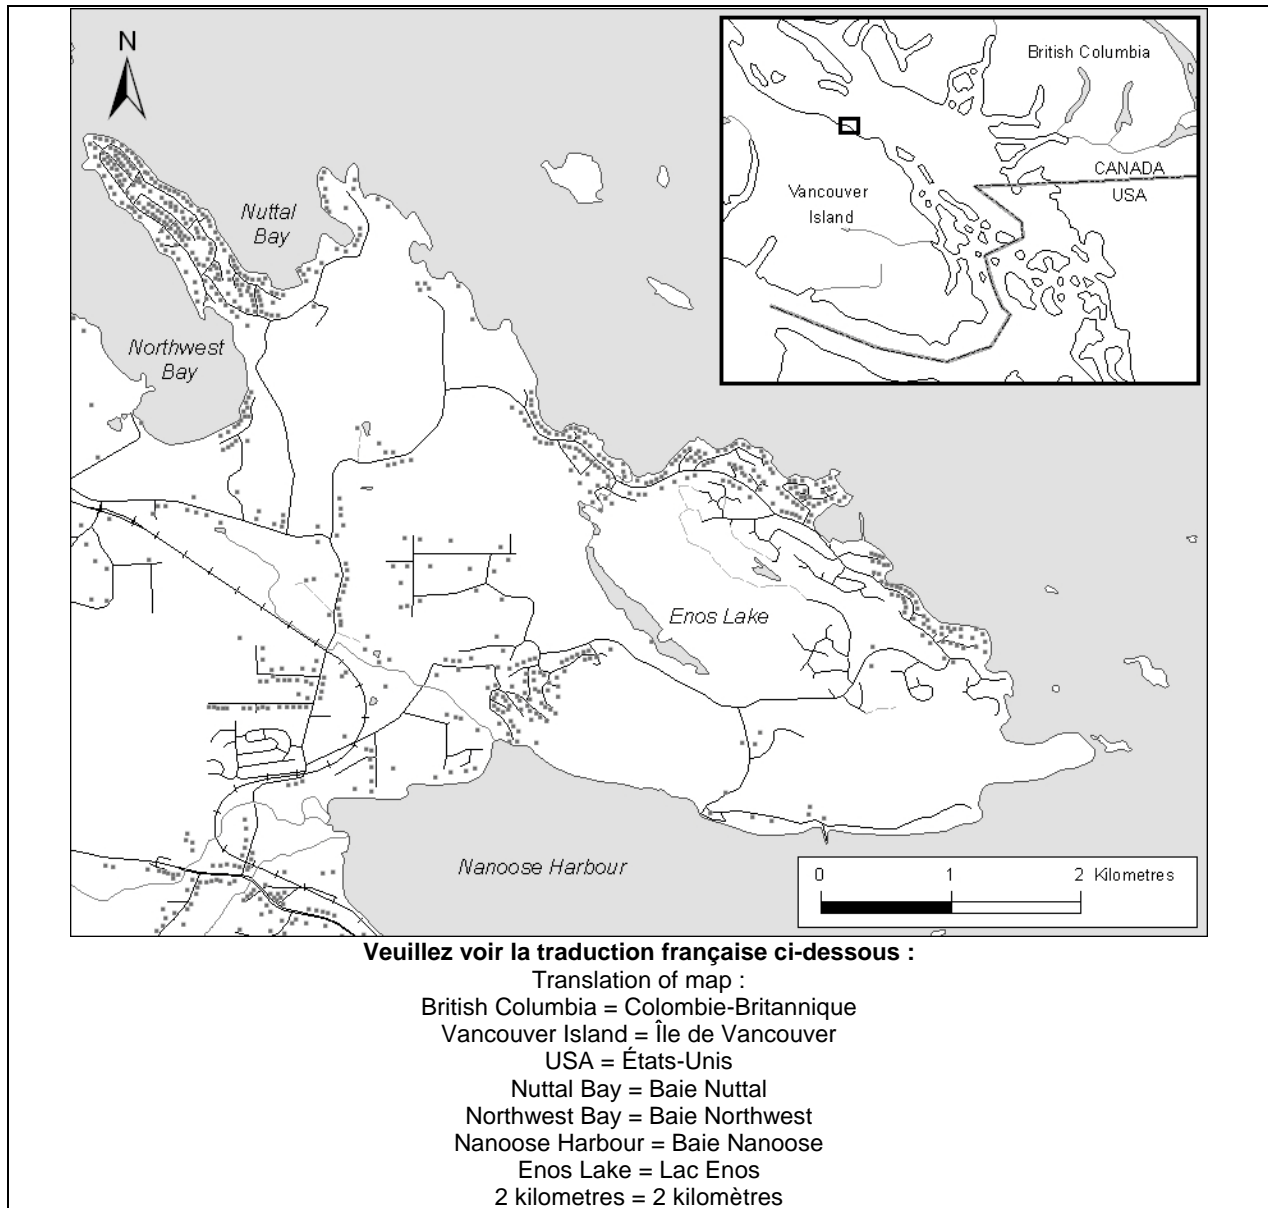 N
British Columbia
CANADA
USA
Vancouver
Island
Nuttal
Bay
Northwest
Bay
Enos Lake
Nanoose Harbour
0 1 2 Kilometres
Veuillez voir la traduction française ci-dessous :
Translation of map :
British Columbia = Colombie-Britannique
Vancouver Island = Île de Vancouver
USA = États-Unis
Nuttal Bay = Baie Nuttal
Northwest Bay = Baie Northwest
Nanoose Harbour = Baie Nanoose
Enos Lake = Lac Enos
2 kilometres = 2 kilomètres